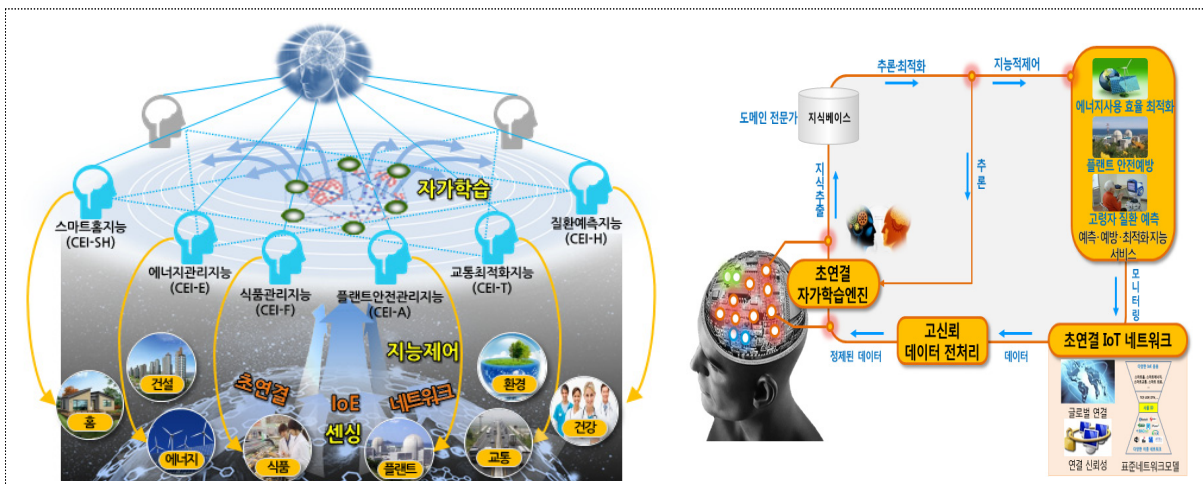 자가학습
스마트홈지능
(CEI-SH)
에너지관리지능
(CEI-E)
식품관리지능
(CEI-F)
플랜트안전관리지능
(CEI-A)
교통최적화지능
(CEI-T)
질환예측지능
(CEI-H)
지능제어
초연결 IoE 네트워크
센싱
홈
건설
에너지
식품
플랜트
교통
환경
건강
추론·최적화
지능적제어
도메인 전문가
지식베이스
지식추출
추론
에너지사용 효율 최적화
플랜트 안전예방
고령자 질환 예측
예측·예방·최적화지능
서비스
모니터링
초연결
자가학습엔진
정제된 데이터
고신뢰
데이터 전처리
데이터
초연결 IoT 네트워크
글로벌 연결
연결 신뢰성
표준네트워크모델